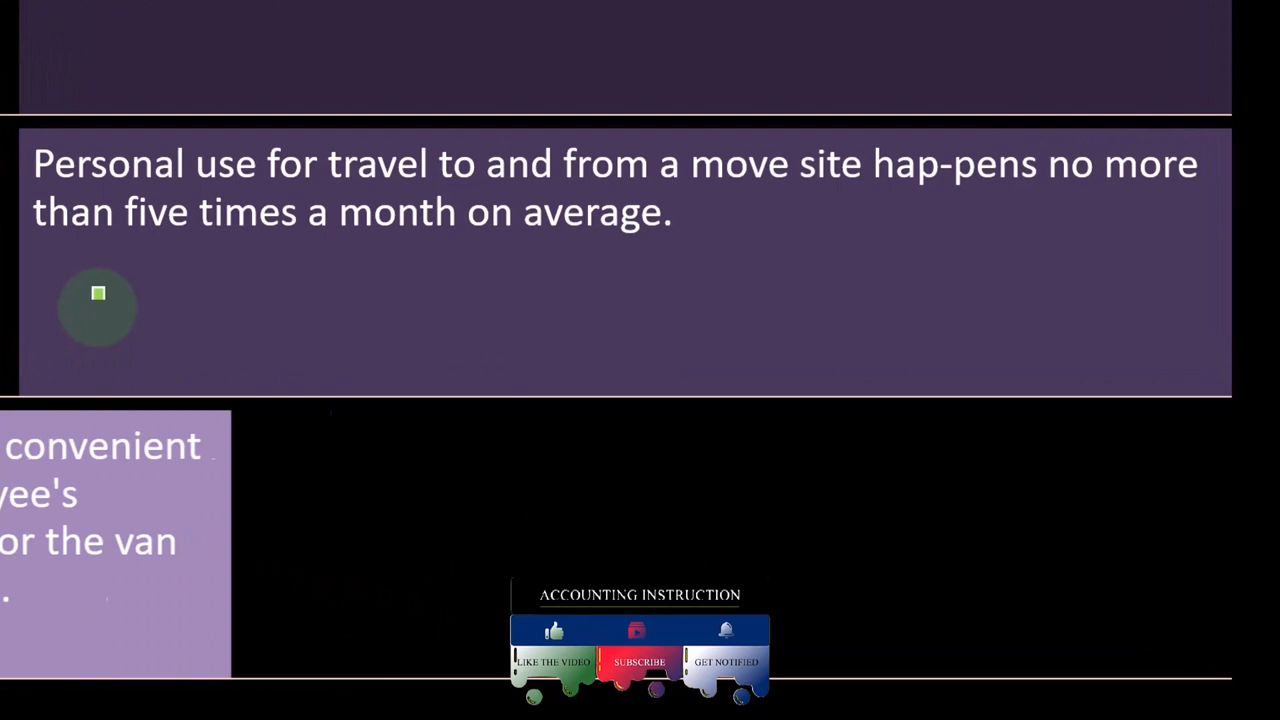 Personal use for travel to and from a move site hap-pens no more
than five times a month on average.
convenient
yee's
or the van
.
ACCOUNTING INSTRUCTION
LIKE THE VIDEO SUBSCRIBE GET NOTIFIED